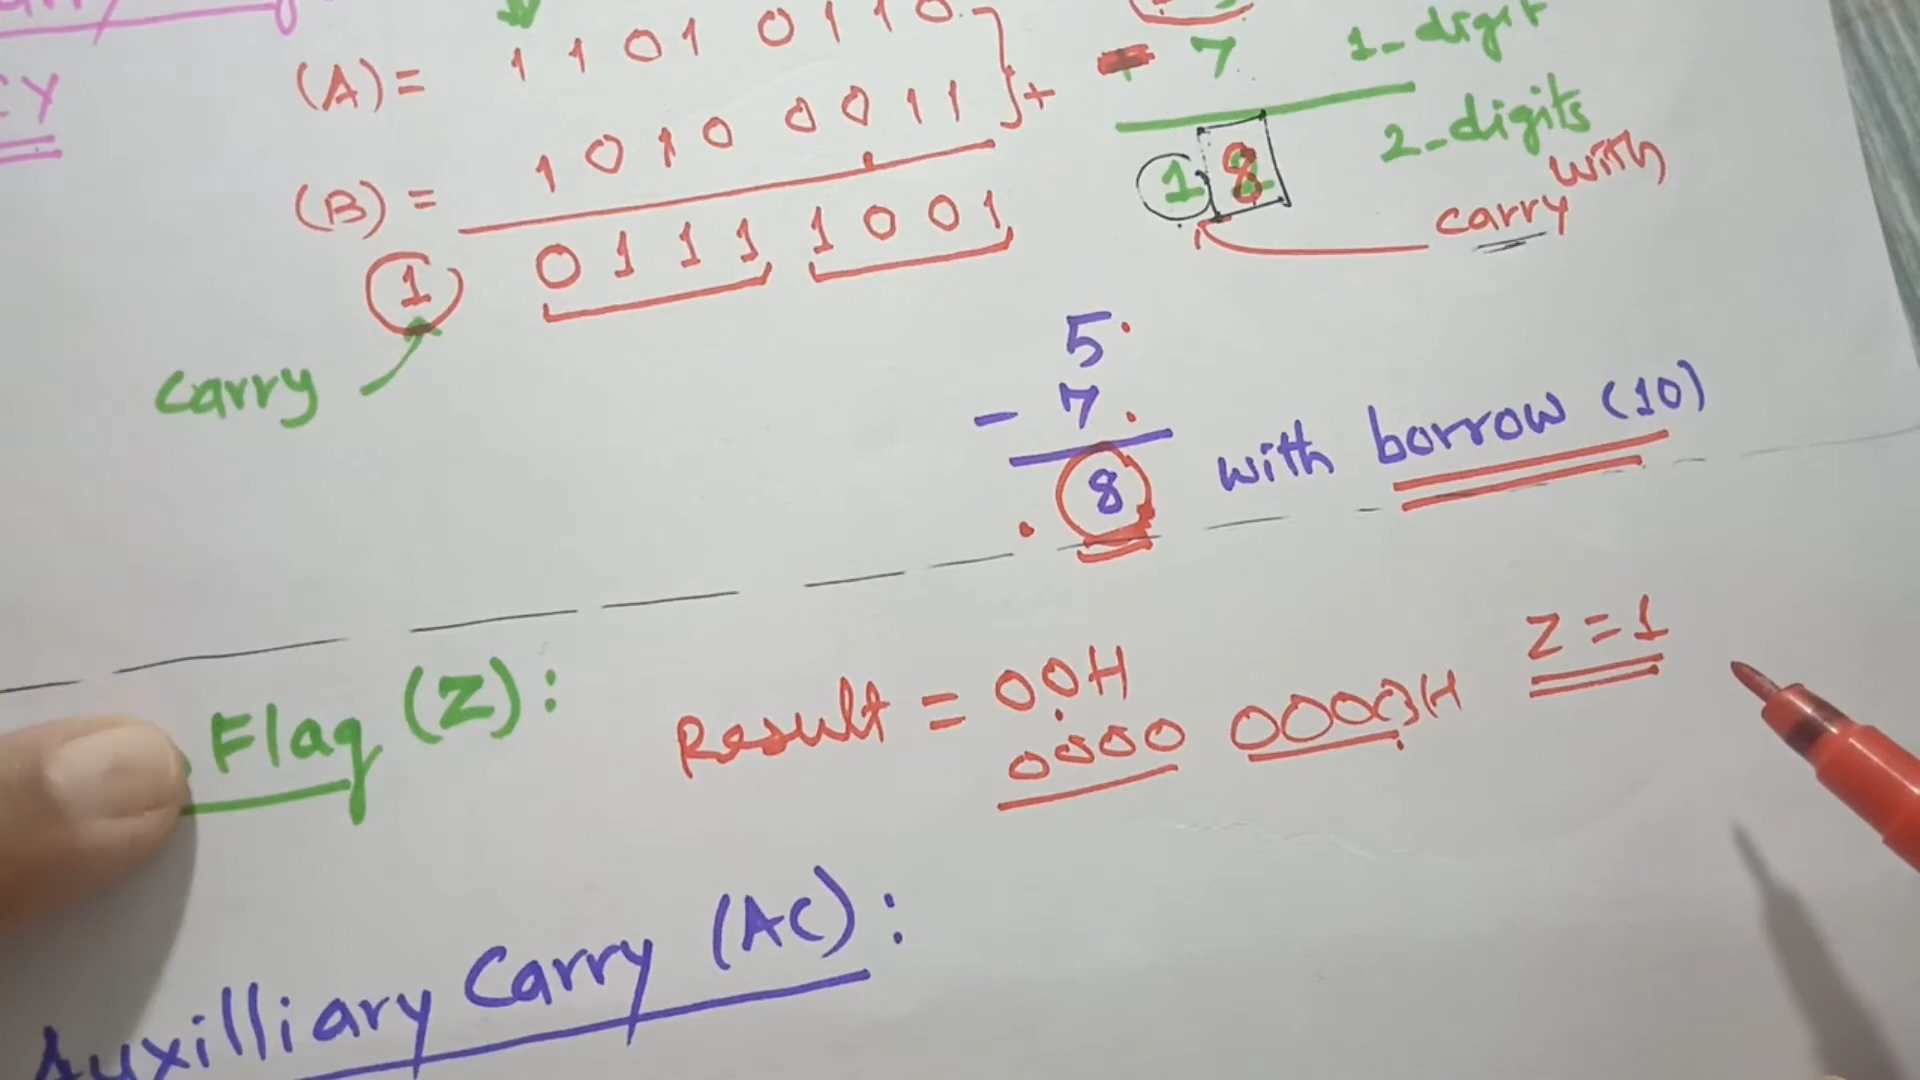 CY
(A) = 1 1 0 1 0 1 1 0
(B) = 1 0 1 0 0 0 1 1 +
1 0 1 1 1 1 0 0 1
carry
7 1-digit
1 8 2-digits
carry with
5
- 7
8 with borrow (10)
Flag (Z) : Result = 00H Z = 1
0000 0000H
Auxilliary Carry (AC) :